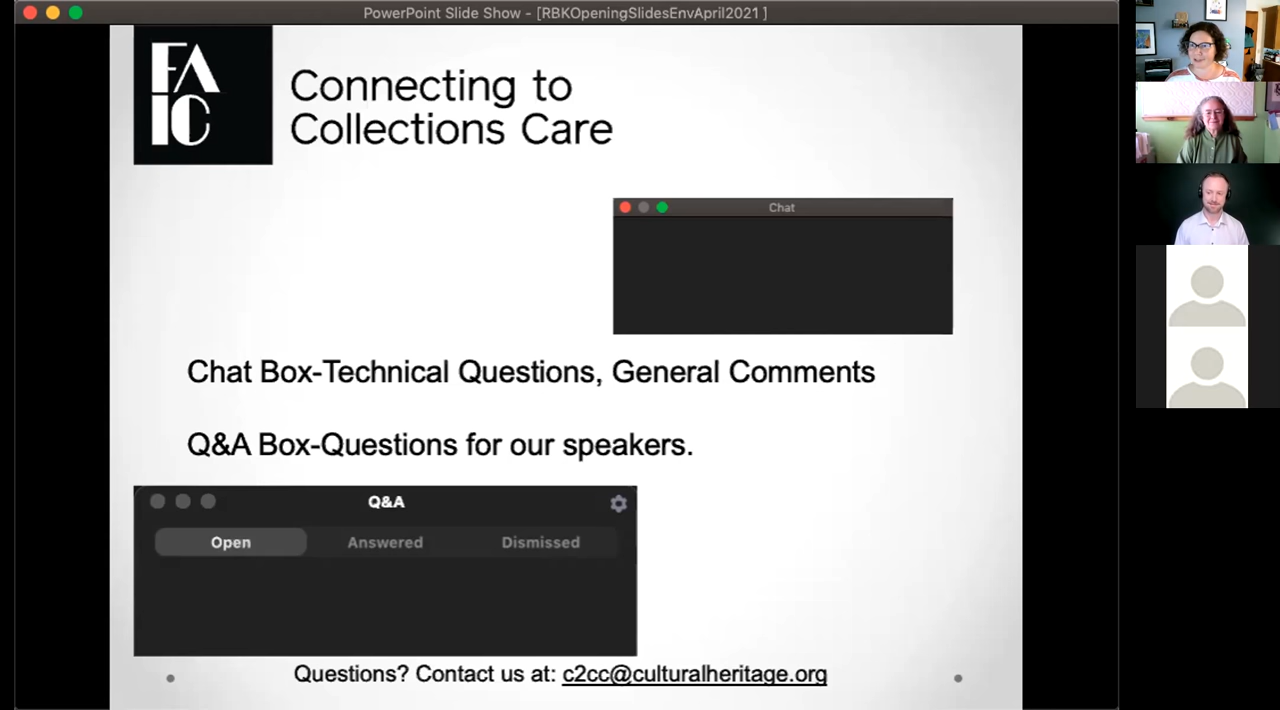 PowerPoint Slide Show - [RBKOpeningSlidesEnvApril2021 ]
FA
IC
Connecting to
Collections Care
Chat
Chat Box-Technical Questions, General Comments
Q&A Box-Questions for our speakers.
Q&A
Open Answered Dismissed
Questions? Contact us at: c2cc@culturalheritage.org